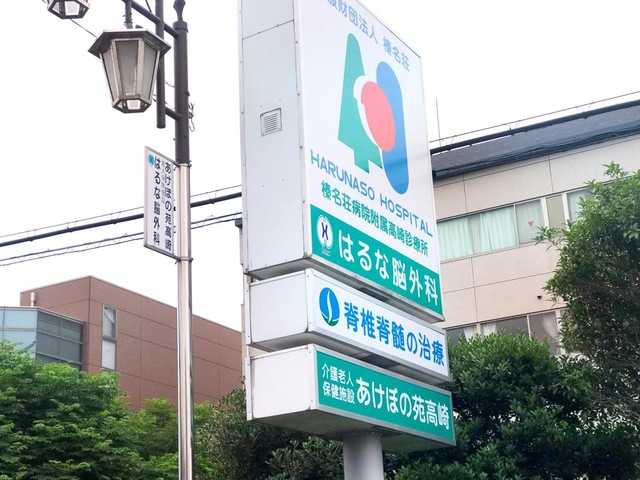 財団法人 榛名荘
HARUNASO HOSPITAL
榛名荘病院附属高崎診療所
はるな脳外科
脊椎脊髄の治療
介護老人
保健施設
あけぼの苑高崎
あけぼの苑高崎
はるな脳外科